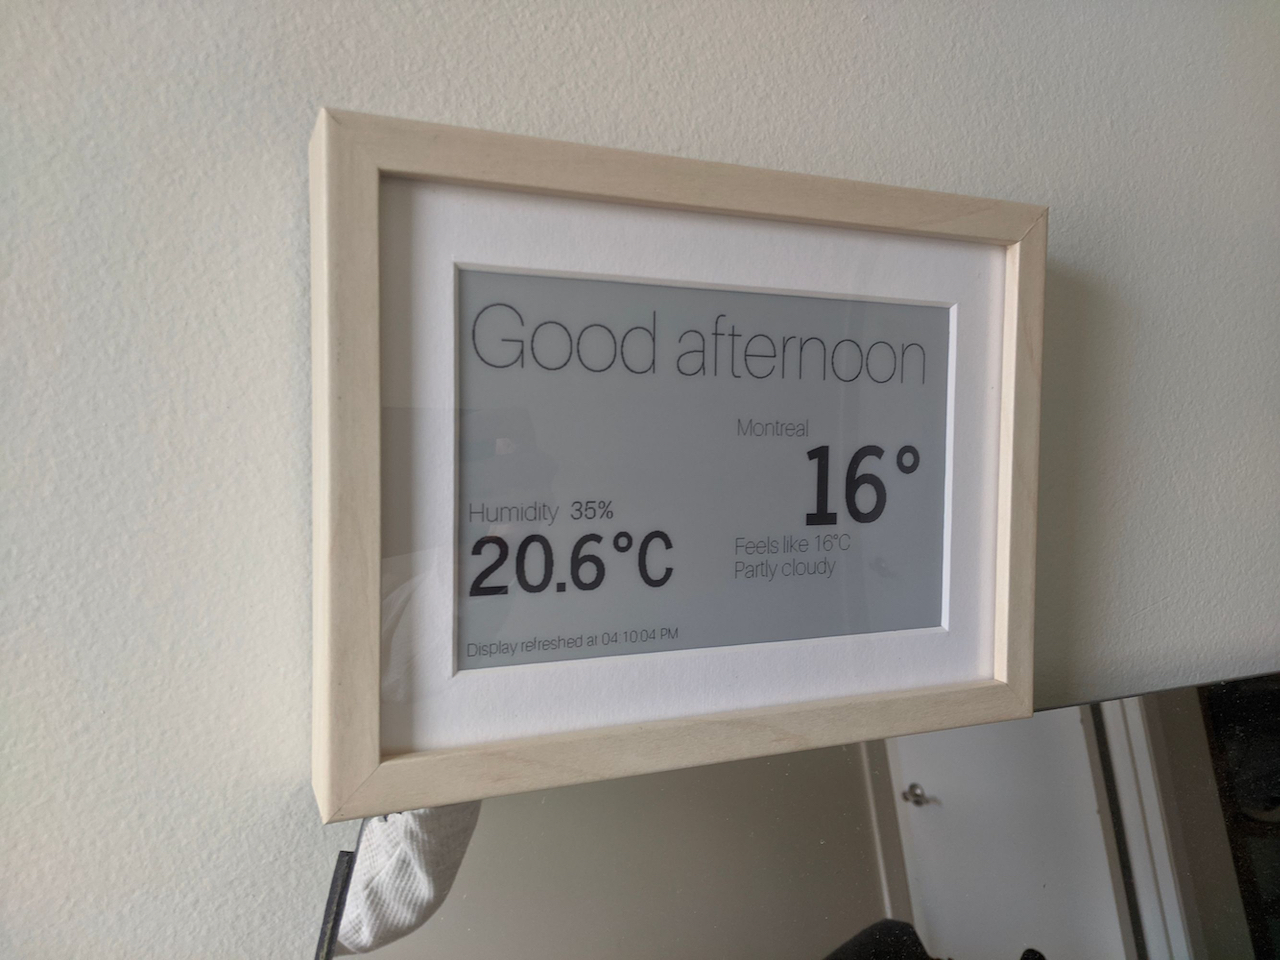 Good afternoon
Montreal
16°
Feels like 16°C
Partly cloudy
Humidity 35%
20.6°C
Display refreshed at 04:10:04 PM